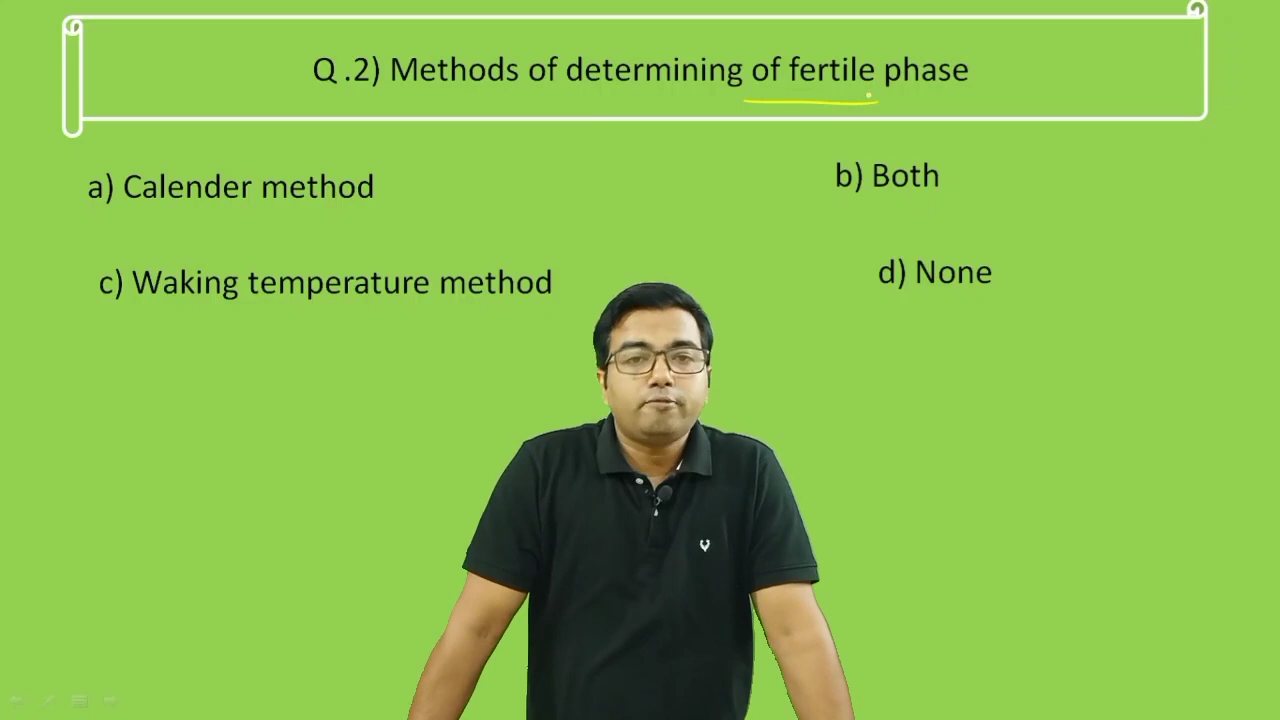 Q .2) Methods of determining of fertile phase
a) Calender method
b) Both
c) Waking temperature method
d) None